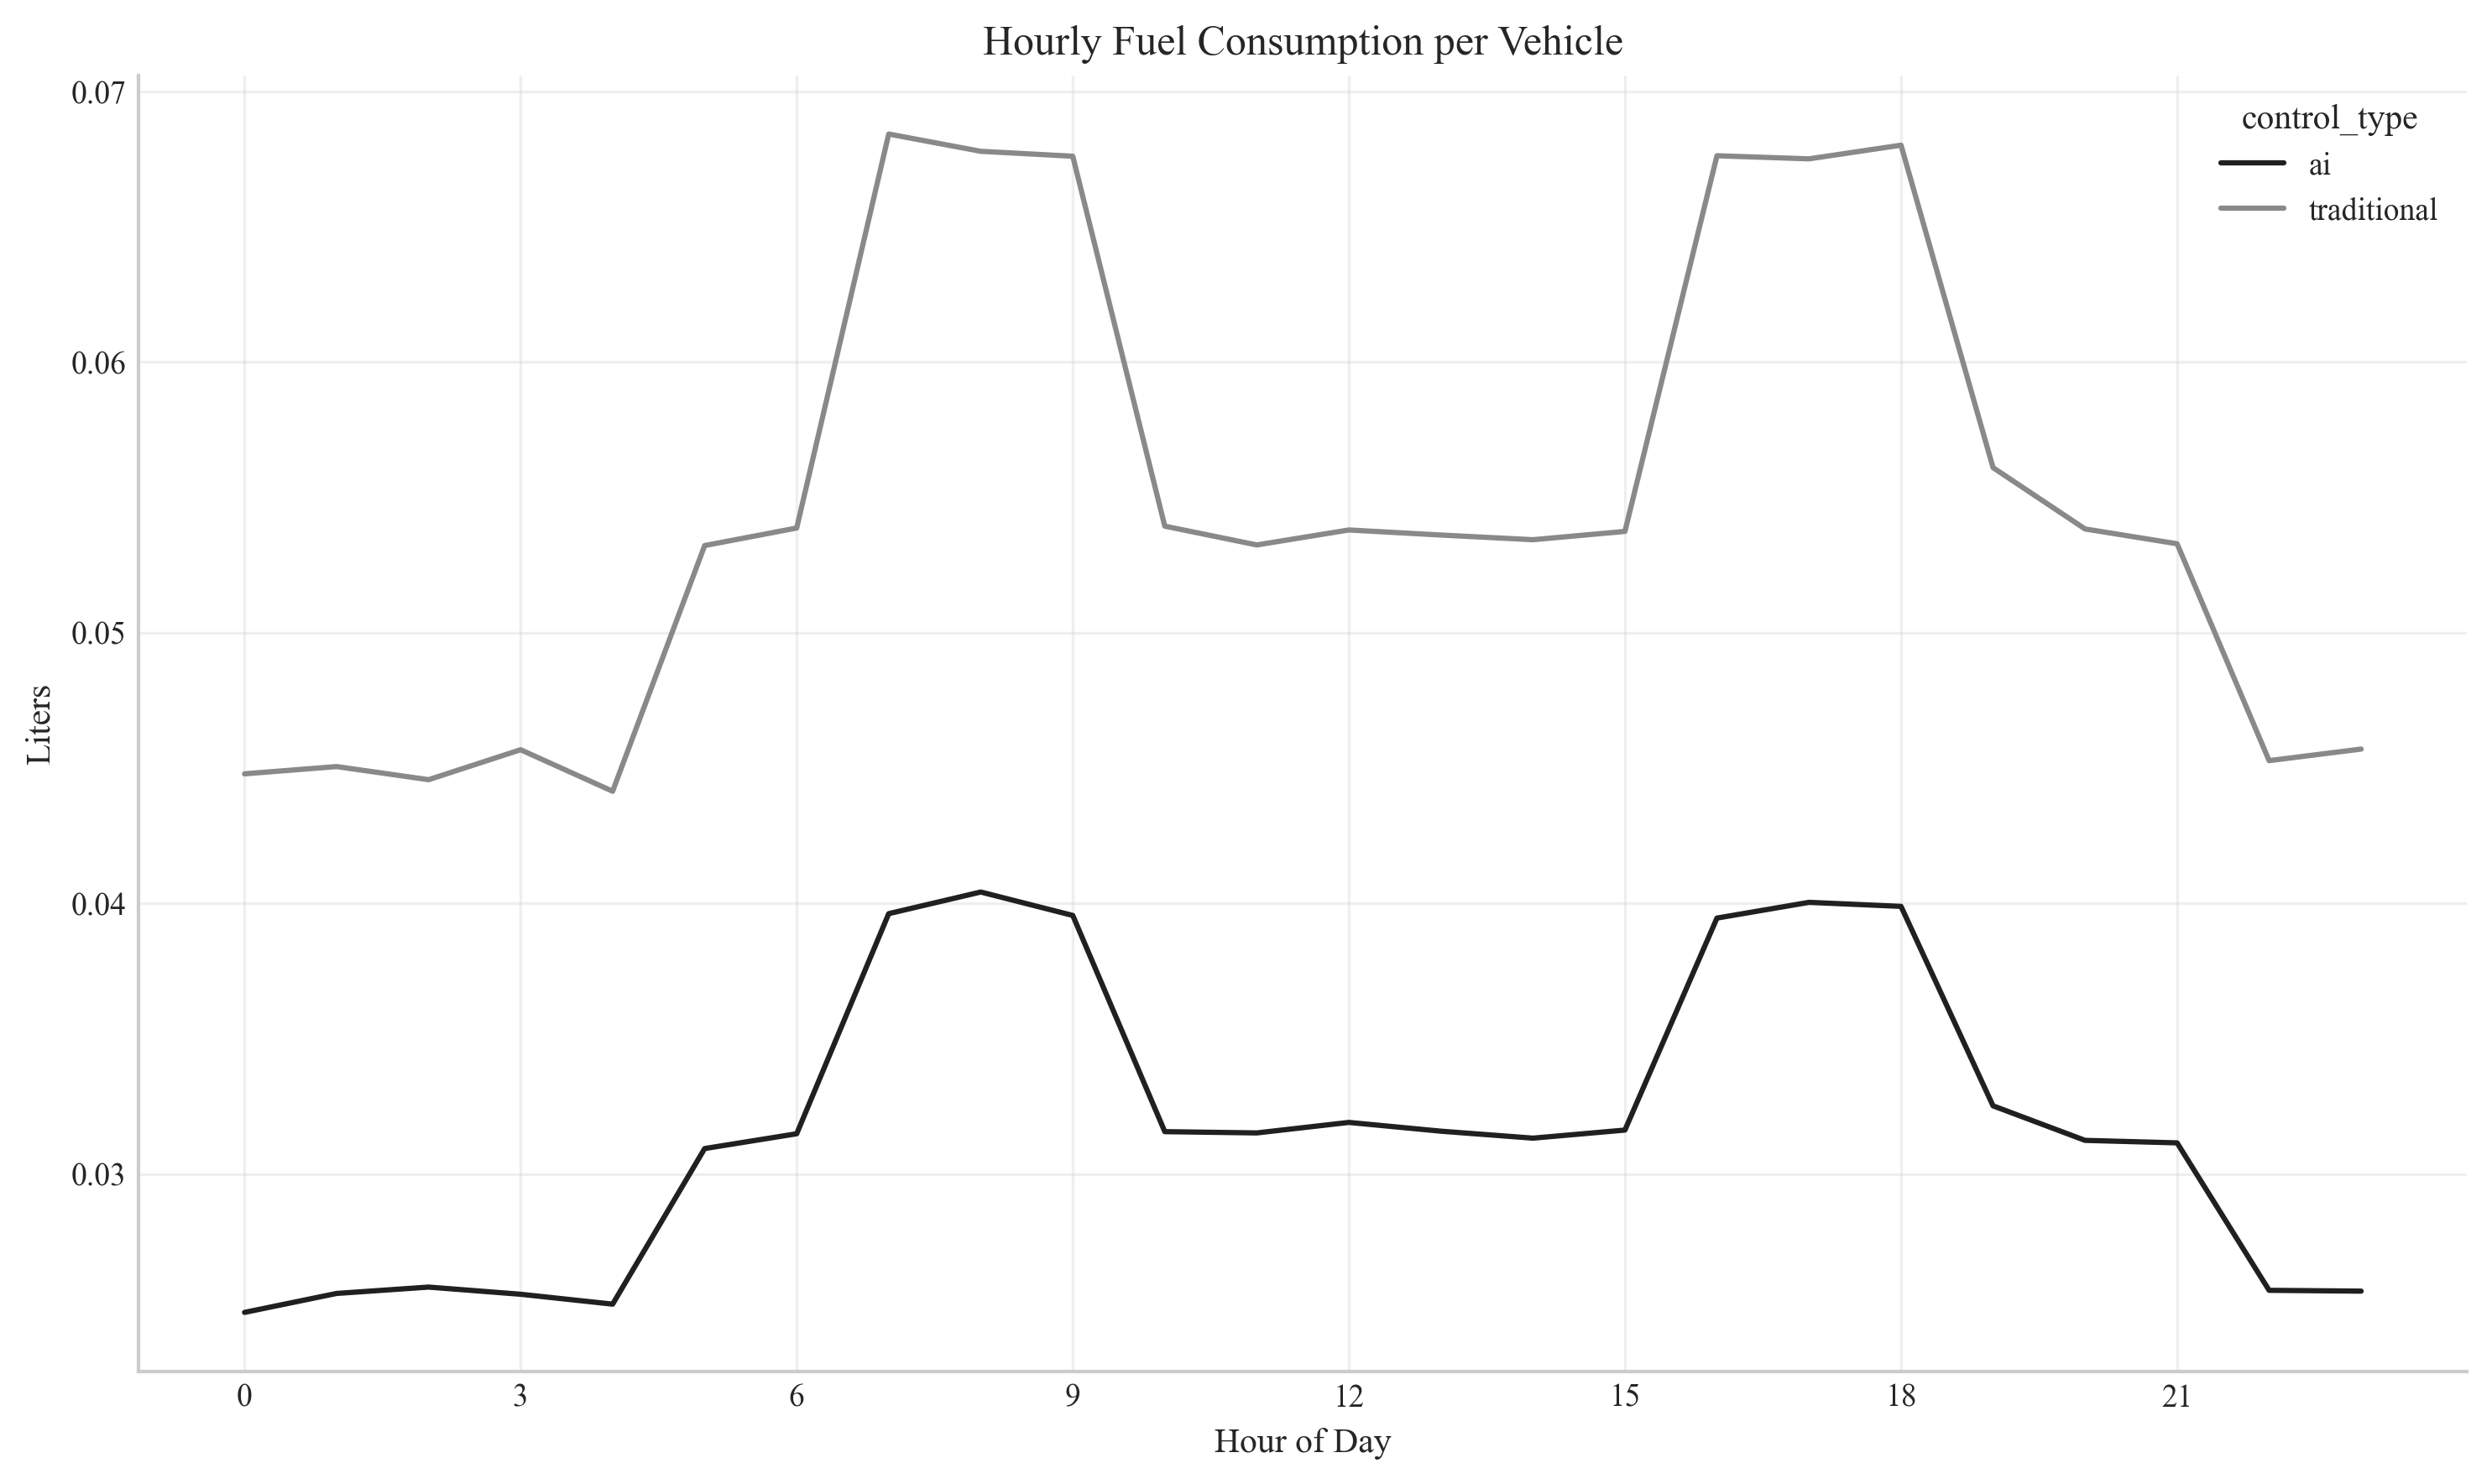 Hourly Fuel Consumption per Vehicle
0.07
0.06
0.05
0.04
0.03
Liters
control_type
ai
traditional
0 3 6 9 12 15 18 21
Hour of Day